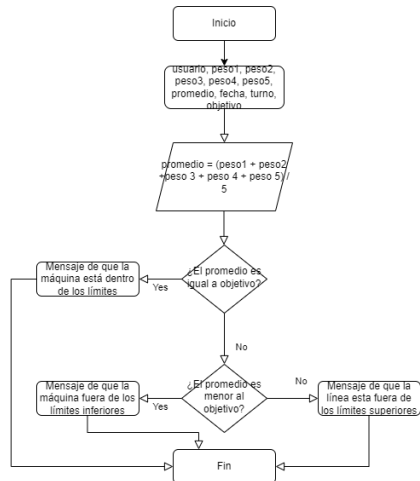 Inicio
usuario, peso1, peso2,
peso3, peso4, peso5,
promedio, fecha, turno,
objetivo
promedio = (peso1 + peso2
+peso 3 + peso 4 + peso 5) /
5
¿El promedio es
igual a objetivo?
Yes
Mensaje de que la
máquina está dentro
de los límites
No
¿El promedio es
menor al
objetivo?
Yes
Mensaje de que la
máquina fuera de los
límites inferiores
No
Mensaje de que la
línea esta fuera de
los límites superiores
Fin